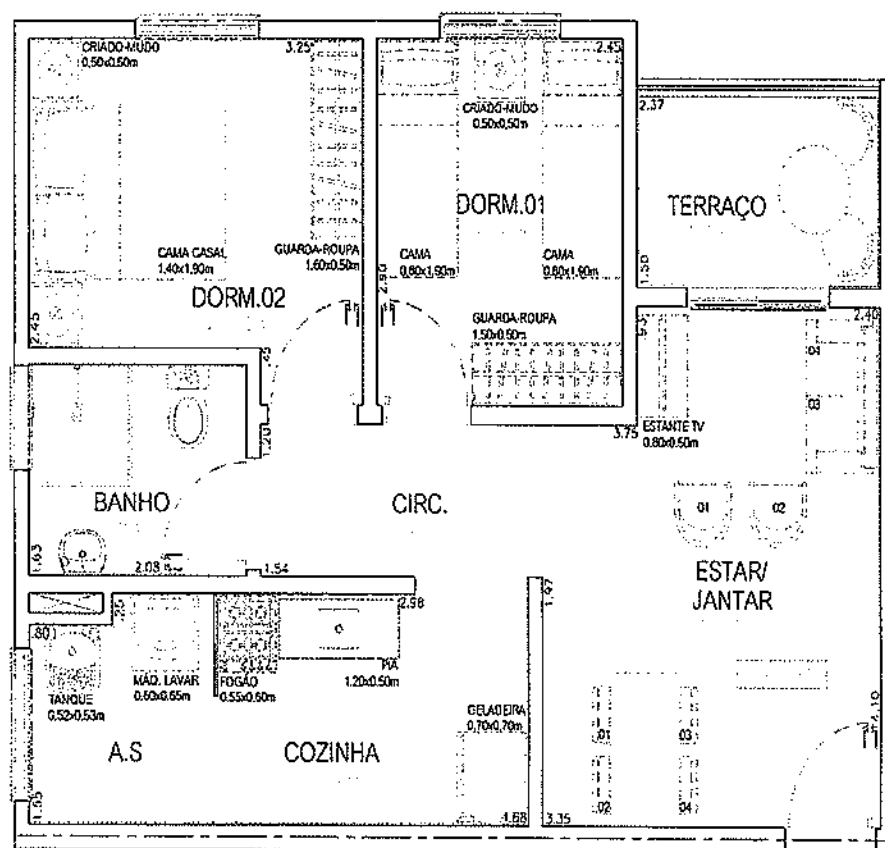 CRIADO-MUDO
0,50x0,50m
3.25
2.45
CRIADO-MUDO
0,50x0,50m
2.37
DORM.01
TERRAÇO
CAMA CASAL
1,40x1,90m
GUARDA-ROUPA
1,60x0,50m
CAMA
0,80x1,90m
CAMA
0,80x1,90m
2.90
1.50
DORM.02
GUARDA-ROUPA
1,50x0,50m
2.45
2.40
.45
04
03
ESTANTE TV
0,80x0,50m
3.75
1.20
BANHO
CIRC.
01
02
1.63
2.08
1.54
ESTAR/
JANTAR
2.98
1.97
.25
.80
TANQUE
0,52x0,53m
MÁQ. LAVAR
0,60x0,65m
FOGÃO
0,55x0,60m
PIA
1,20x0,50m
GELADEIRA
0,70x0,70m
A.S
COZINHA
01
03
02
04
1.68
3.35